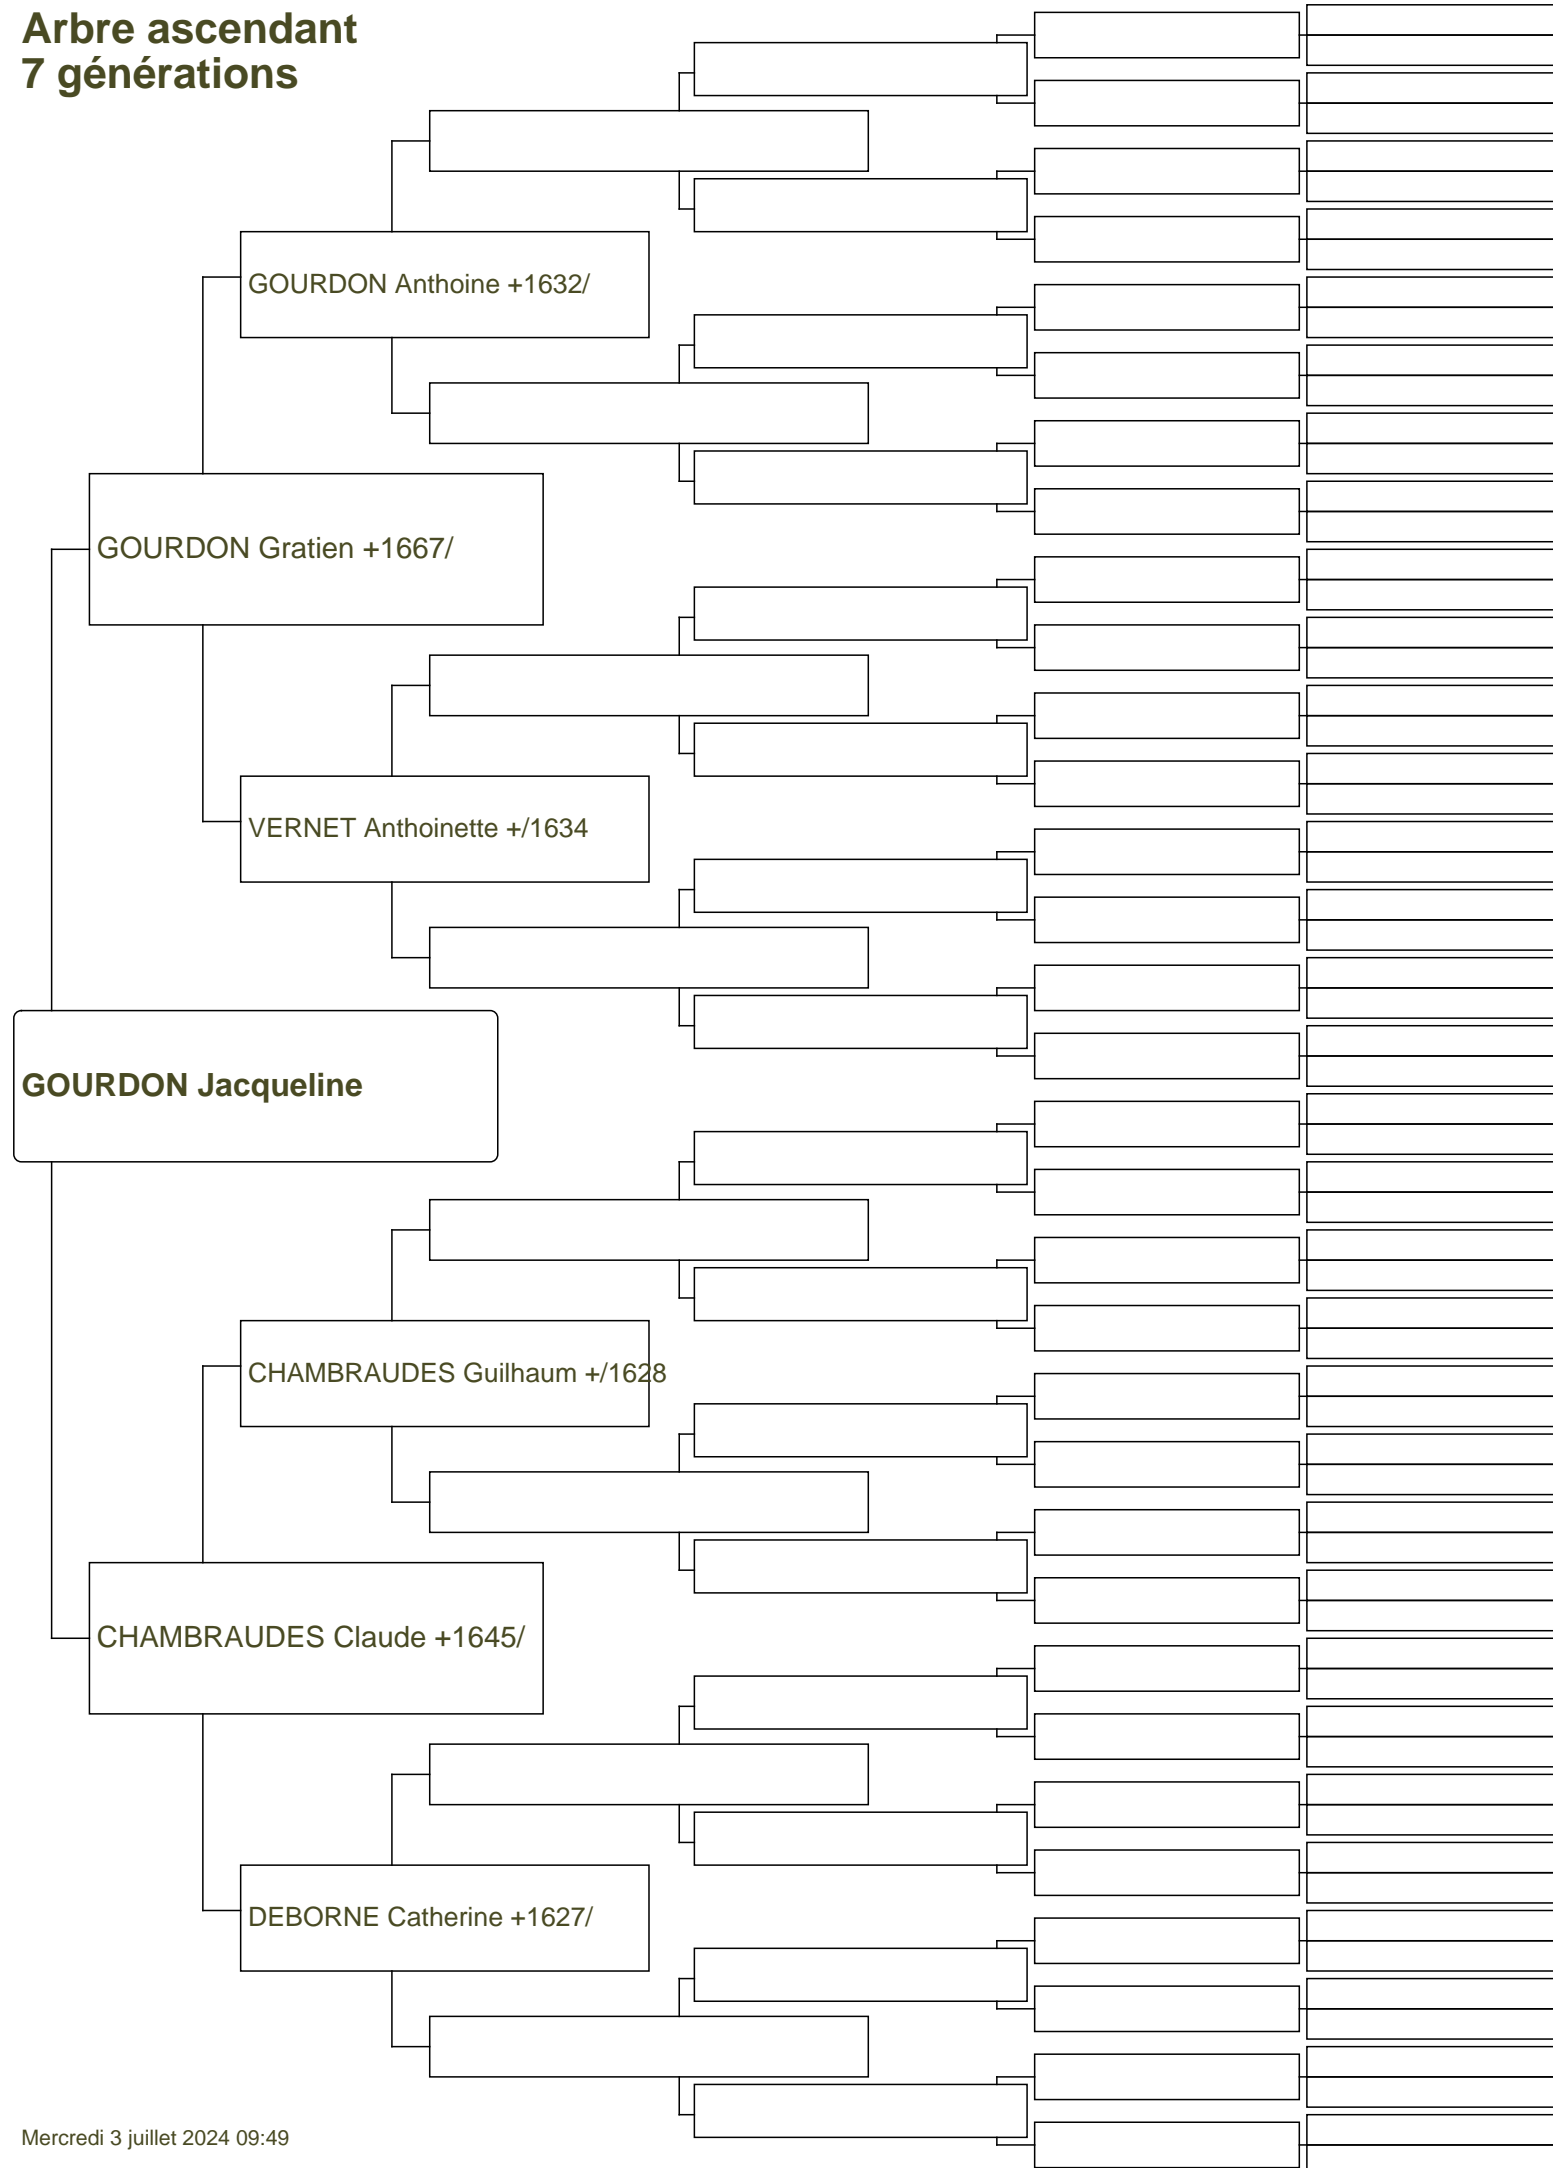 Arbre ascendant
7 générations
GOURDON Anthoine +1632/
GOURDON Gratien +1667/
VERNET Anthoinette +/1634
GOURDON Jacqueline
CHAMBRAUDES Guilhaum +/1628
CHAMBRAUDES Claude +1645/
DEBORNE Catherine +1627/
Mercredi 3 juillet 2024 09:49